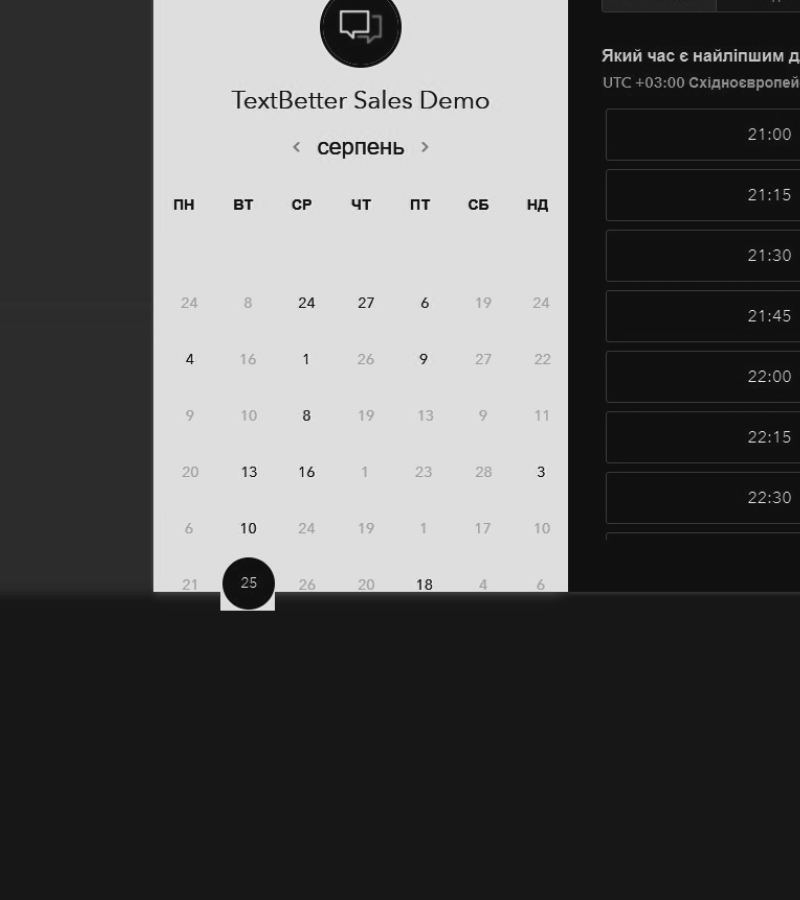 TextBetter Sales Demo
< серпень >
ПН ВТ СР ЧТ ПТ СБ НД
24 8 24 27 6 19 24
4 16 1 26 9 27 22
9 10 8 19 13 9 11
20 13 16 1 23 28 3
6 10 24 19 1 17 10
21 25 26 20 18 4 6
Який час є найліпшим
UTC +03:00 Східноєвропей
21:00
21:15
21:30
21:45
22:00
22:15
22:30